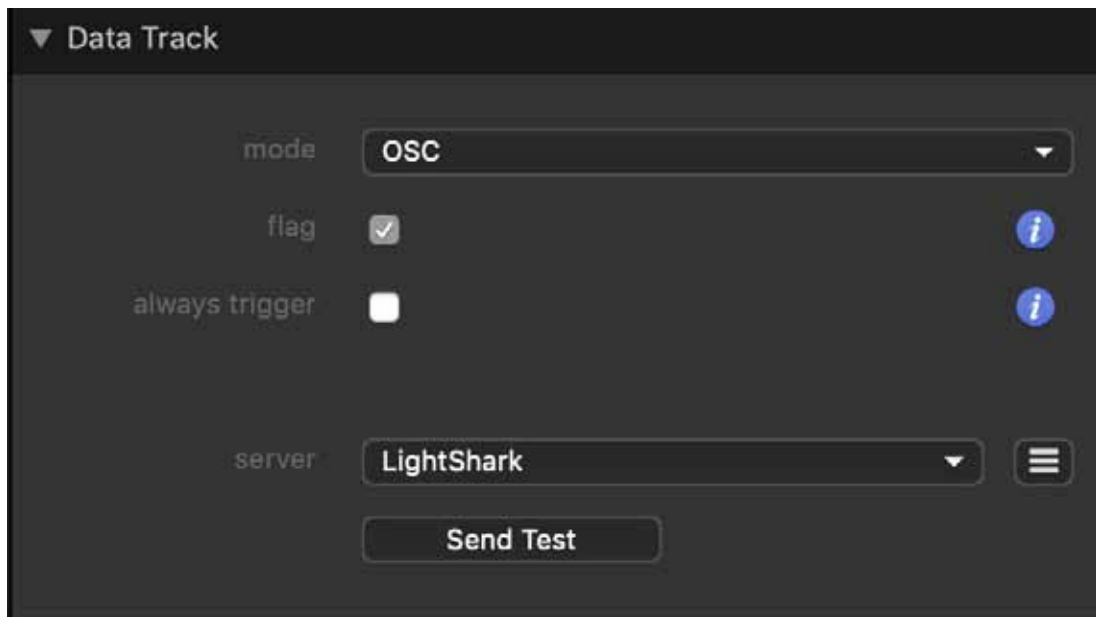 Data Track
mode OSC
flag
always trigger
server LightShark
Send Test